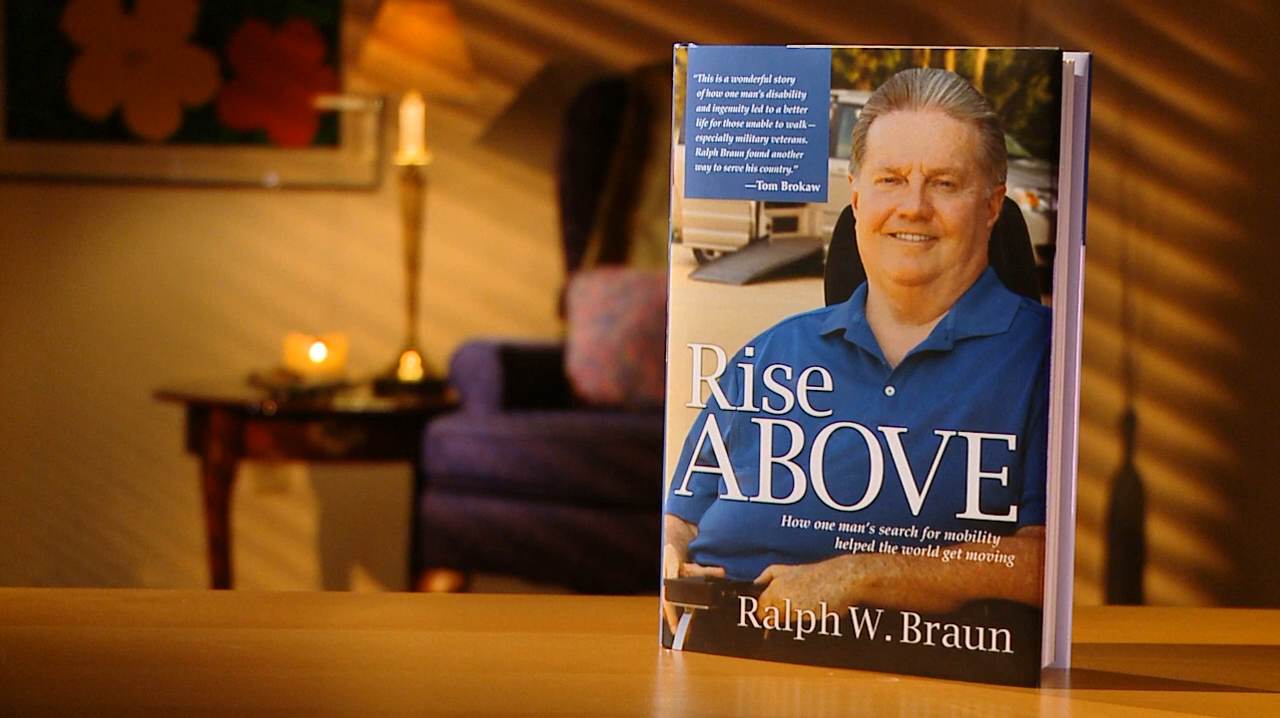 “This is a wonderful story
of how one man’s disability
and ingenuity led to a better
life for those unable to walk—
especially military veterans.
Ralph Braun found another
way to serve his country.”
—Tom Brokaw
Rise
ABOVE
How one man’s search for mobility
helped the world get moving
Ralph W. Braun